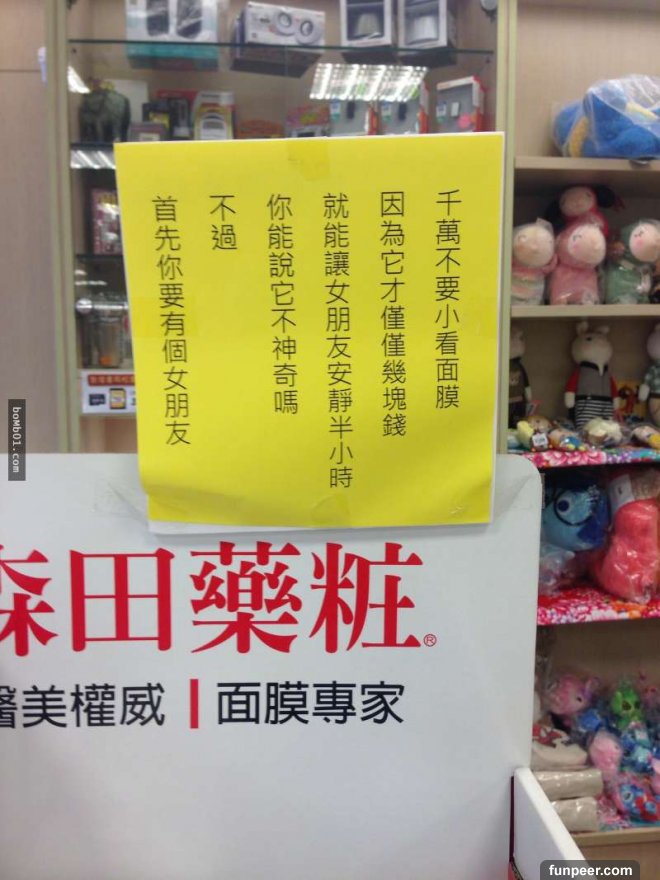 千萬不要小看面膜
因為它才僅僅幾塊錢
就能讓女朋友安靜半小時
你能說它不神奇嗎
不過
首先你要有個女朋友
森田藥粧®
醫美權威 | 面膜專家
boMb01.com
funpeer.com